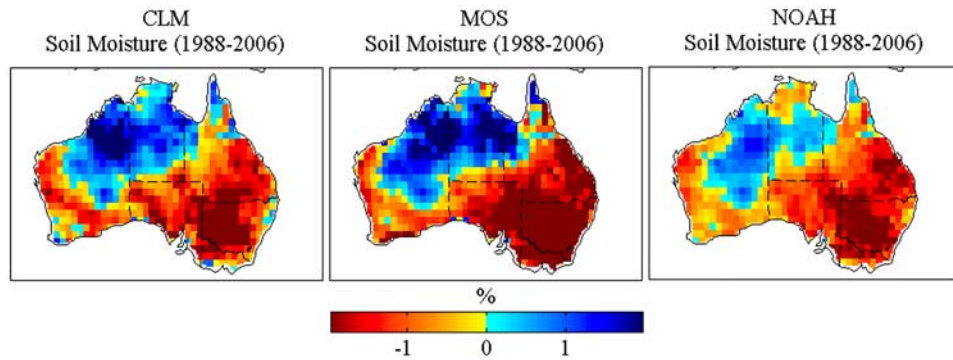 CLM
Soil Moisture (1988-2006)
MOS
Soil Moisture (1988-2006)
NOAH
Soil Moisture (1988-2006)
%
-1 0 1